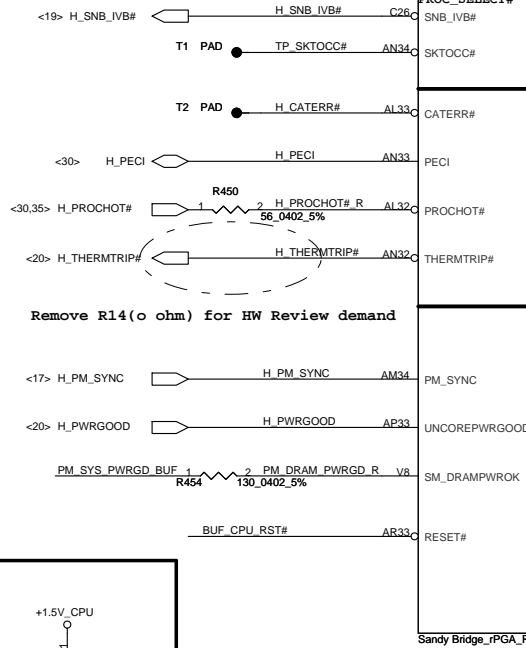 PROC_SELECT#
<19> H_SNB_IVB# H_SNB_IVB# C26 SNB_IVB#
T1 PAD TP_SKTOCC# AN34 SKTOCC#
T2 PAD H_CATERR# AL33 CATERR#
<30> H_PECI H_PECI AN33 PECI
R450
<30,35> H_PROCHOT# 1 2 H_PROCHOT#_R AL32 PROCHOT#
56_0402_5%
<20> H_THERMTRIP# H_THERMTRIP# AN32 THERMTRIP#
Remove R14(o ohm) for HW Review demand
<17> H_PM_SYNC H_PM_SYNC AM34 PM_SYNC
<20> H_PWRGOOD H_PWRGOOD AP33 UNCOREPWRGOOD
PM_SYS_PWRGD_BUF 1 2 PM_DRAM_PWRGD_R V8 SM_DRAMPWROK
R454 130_0402_5%
BUF_CPU_RST# AR33 RESET#
+1.5V_CPU
1
Sandy Bridge_rPGA_R